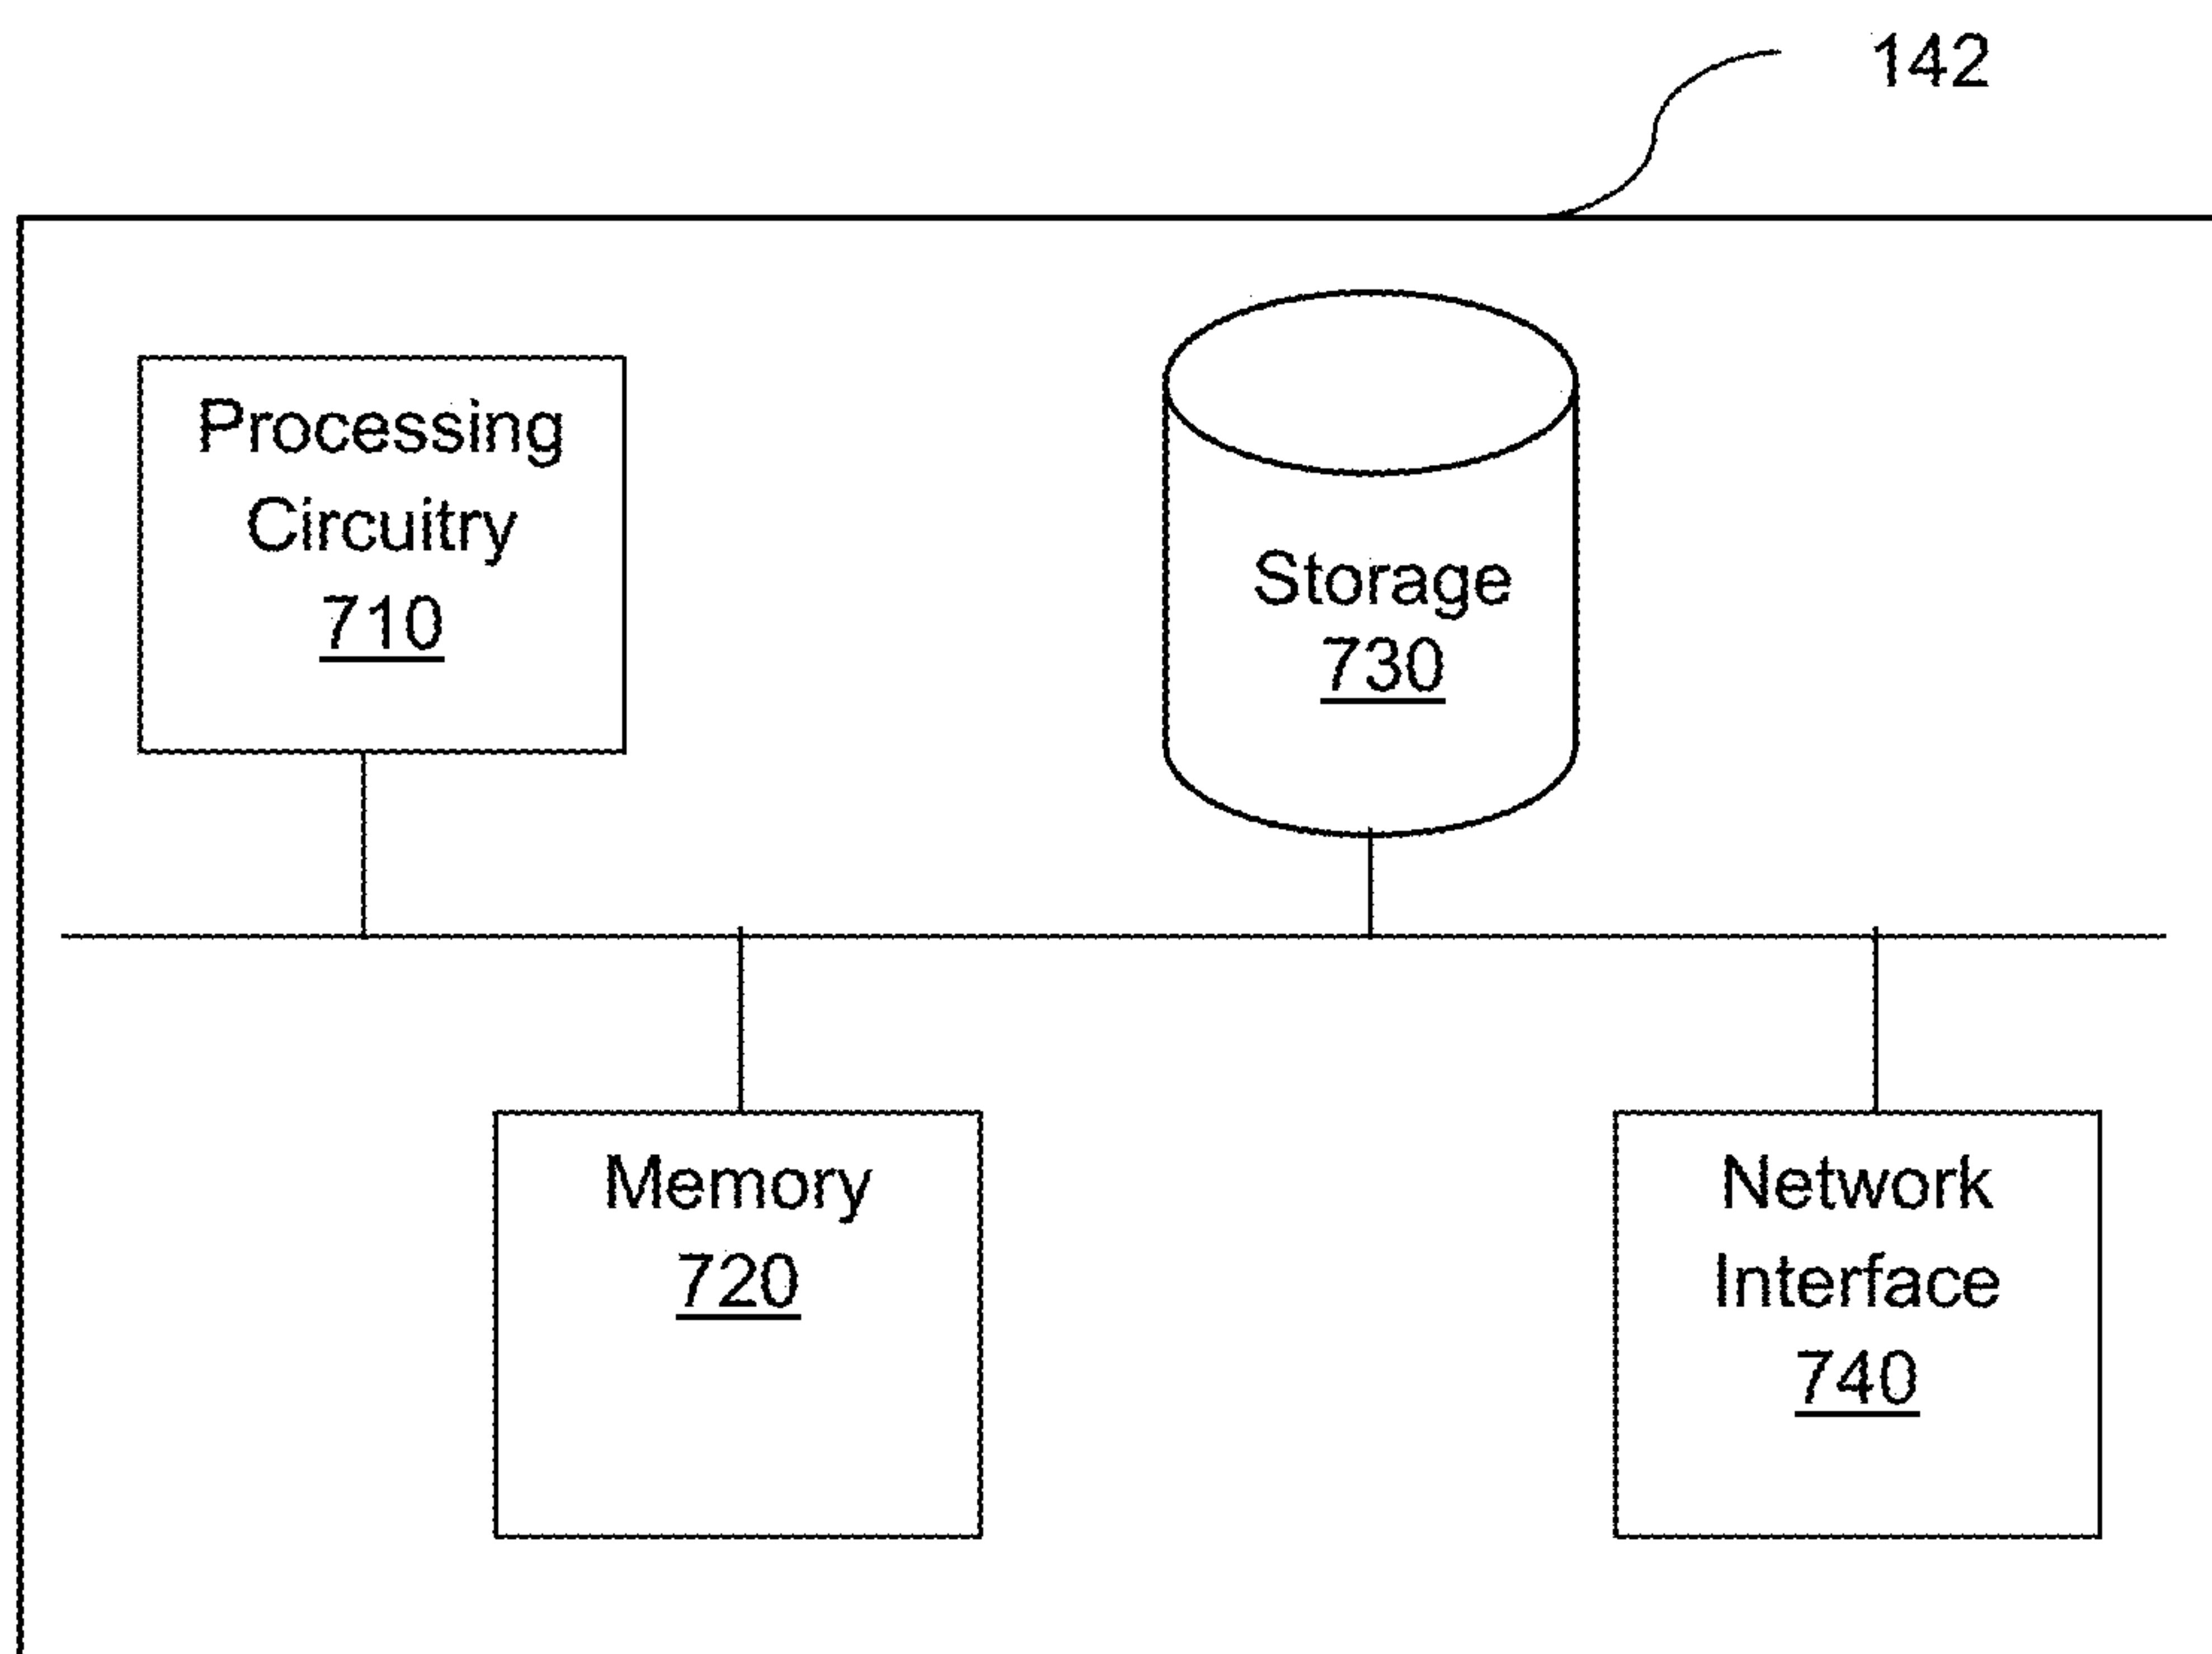 142
Processing
Circuitry
710
Storage
730
Memory
720
Network
Interface
740